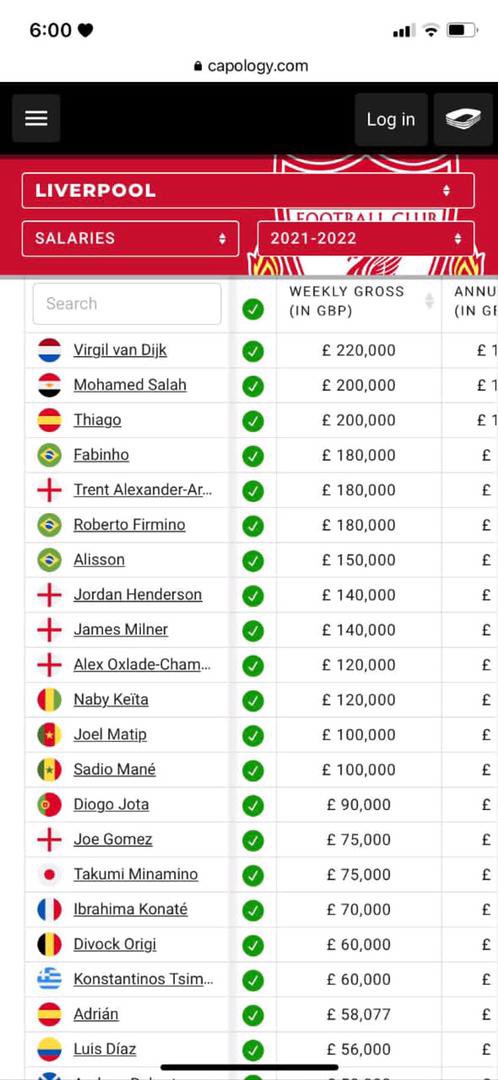 6:00
capology.com
Log in
LIVERPOOL
FOOTBALL CLUB
SALARIES 2021-2022
Search WEEKLY GROSS (IN GBP) ANNU (IN G
Virgil van Dijk £ 220,000 £ 1
Mohamed Salah £ 200,000 £ 1
Thiago £ 200,000 £ 1
Fabinho £ 180,000 £
Trent Alexander-Ar... £ 180,000 £
Roberto Firmino £ 180,000 £
Alisson £ 150,000 £
Jordan Henderson £ 140,000 £
James Milner £ 140,000 £
Alex Oxlade-Cham... £ 120,000 £
Naby Keïta £ 120,000 £
Joel Matip £ 100,000 £
Sadio Mané £ 100,000 £
Diogo Jota £ 90,000 £
Joe Gomez £ 75,000 £
Takumi Minamino £ 75,000 £
Ibrahima Konaté £ 70,000 £
Divock Origi £ 60,000 £
Konstantinos Tsim... £ 60,000 £
Adrián £ 58,077 £
Luis Díaz £ 56,000 £